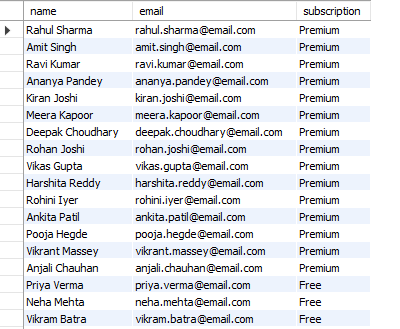 name email subscription
Rahul Sharma rahul.sharma@email.com Premium
Amit Singh amit.singh@email.com Premium
Ravi Kumar ravi.kumar@email.com Premium
Ananya Pandey ananya.pandey@email.com Premium
Kiran Joshi kiran.joshi@email.com Premium
Meera Kapoor meera.kapoor@email.com Premium
Deepak Choudhary deepak.choudhary@email.com Premium
Rohan Joshi rohan.joshi@email.com Premium
Vikas Gupta vikas.gupta@email.com Premium
Harshita Reddy harshita.reddy@email.com Premium
Rohini Iyer rohini.iyer@email.com Premium
Ankita Patil ankita.patil@email.com Premium
Pooja Hegde pooja.hegde@email.com Premium
Vikrant Massey vikrant.massey@email.com Premium
Anjali Chauhan anjali.chauhan@email.com Premium
Priya Verma priya.verma@email.com Free
Neha Mehta neha.mehta@email.com Free
Vikram Batra vikram.batra@email.com Free